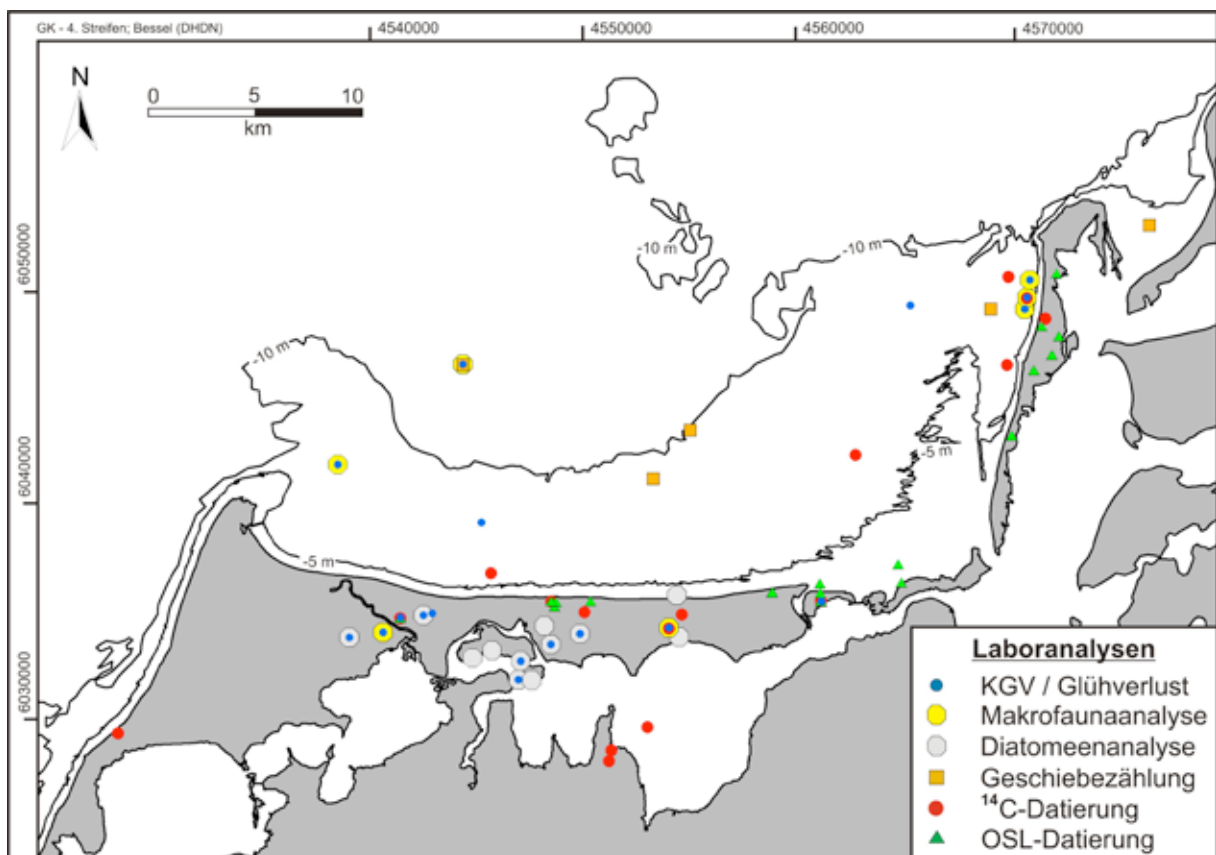 GK - 4. Streifen; Bessel (DHDN)
4540000
4550000
4560000
4570000
N
0 5 10
km
6050000
6040000
6030000
-10 m
-10 m
-10 m
-5 m
-5 m
Laboranalysen
KGV / Glühverlust
Makrofaunaanalyse
Diatomeenanalyse
Geschiebezählung
¹⁴C-Datierung
OSL-Datierung